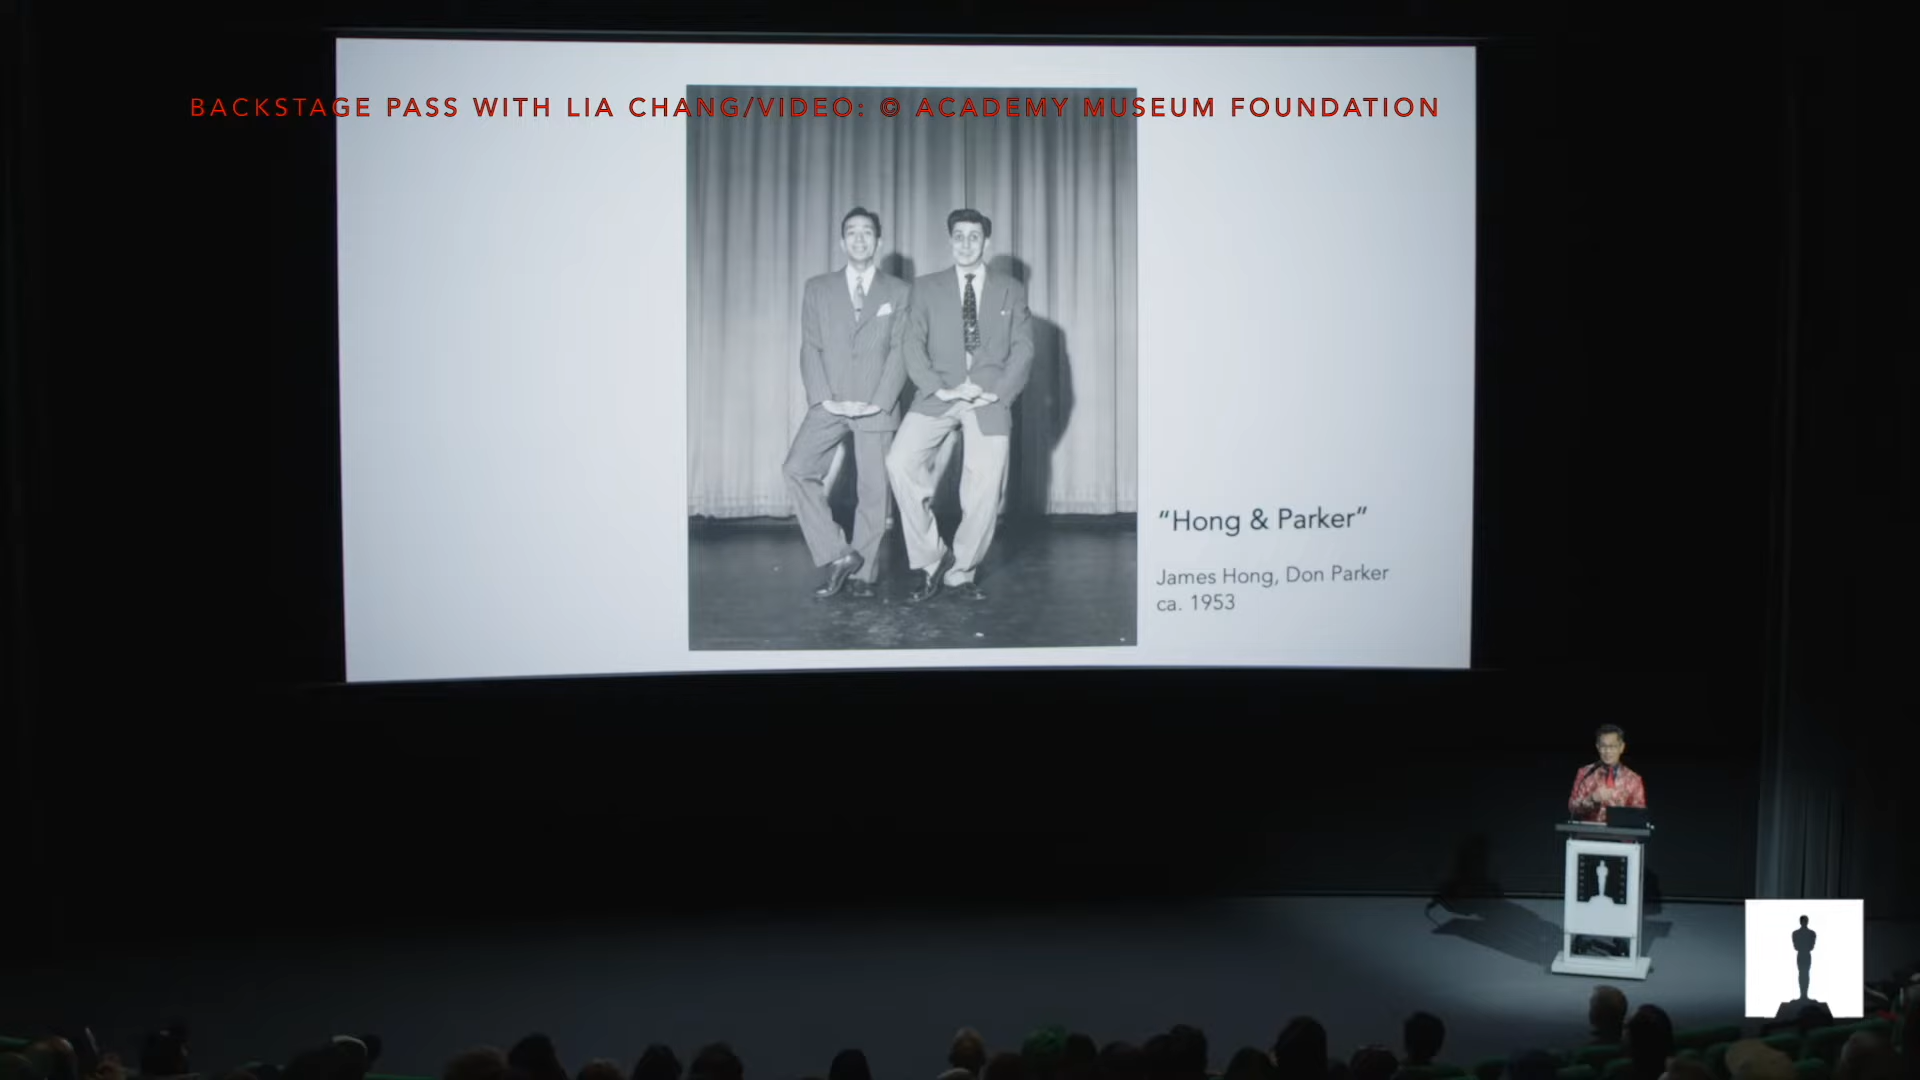 BACKSTAGE PASS WITH LIA CHANG/VIDEO: © ACADEMY MUSEUM FOUNDATION
“Hong & Parker”
James Hong, Don Parker
ca. 1953